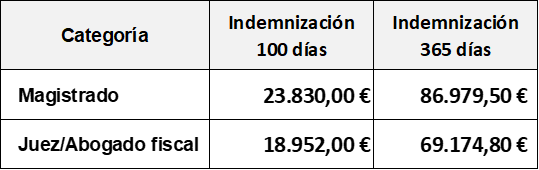 Categoría
Indemnización
100 días
Indemnización
365 días
Magistrado 23.830,00 € 86.979,50 €
Juez/Abogado fiscal 18.952,00 € 69.174,80 €